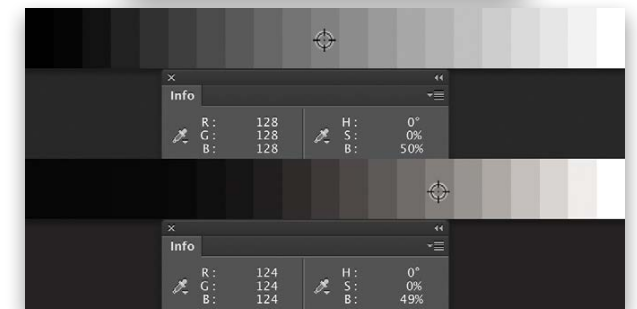 Info
R: 128 H: 0°
G: 128 S: 0%
B: 128 B: 50%
Info
R: 124 H: 0°
G: 124 S: 0%
B: 124 B: 49%